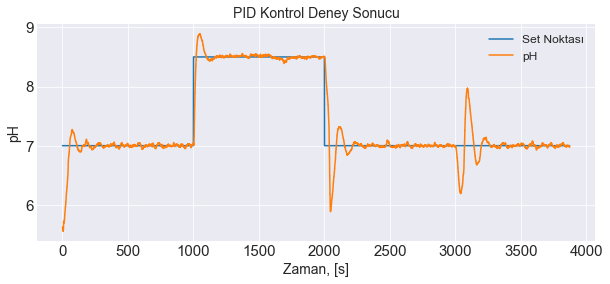 PID Kontrol Deney Sonucu
Set Noktası
pH
pH
9
8
7
6
0 500 1000 1500 2000 2500 3000 3500 4000
Zaman, [s]